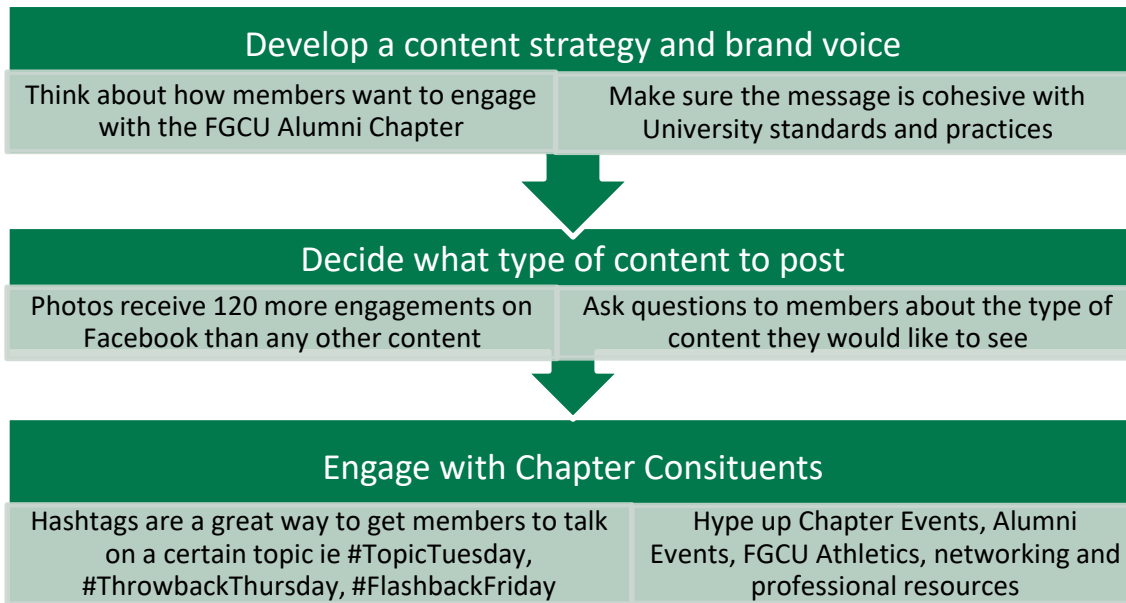 Develop a content strategy and brand voice
Think about how members want to engage
with the FGCU Alumni Chapter
Make sure the message is cohesive with
University standards and practices
Decide what type of content to post
Photos receive 120 more engagements on
Facebook than any other content
Ask questions to members about the type of
content they would like to see
Engage with Chapter Consituents
Hashtags are a great way to get members to talk
on a certain topic ie #TopicTuesday,
#ThrowbackThursday, #FlashbackFriday
Hype up Chapter Events, Alumni
Events, FGCU Athletics, networking and
professional resources